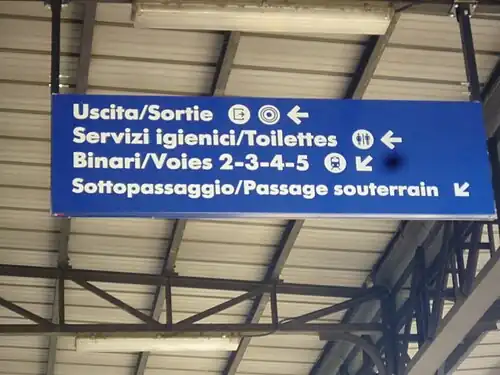 Uscita/Sortie
Servizi igienici/Toilettes
Binari/Voies 2-3-4-5
Sottopassaggio/Passage souterrain